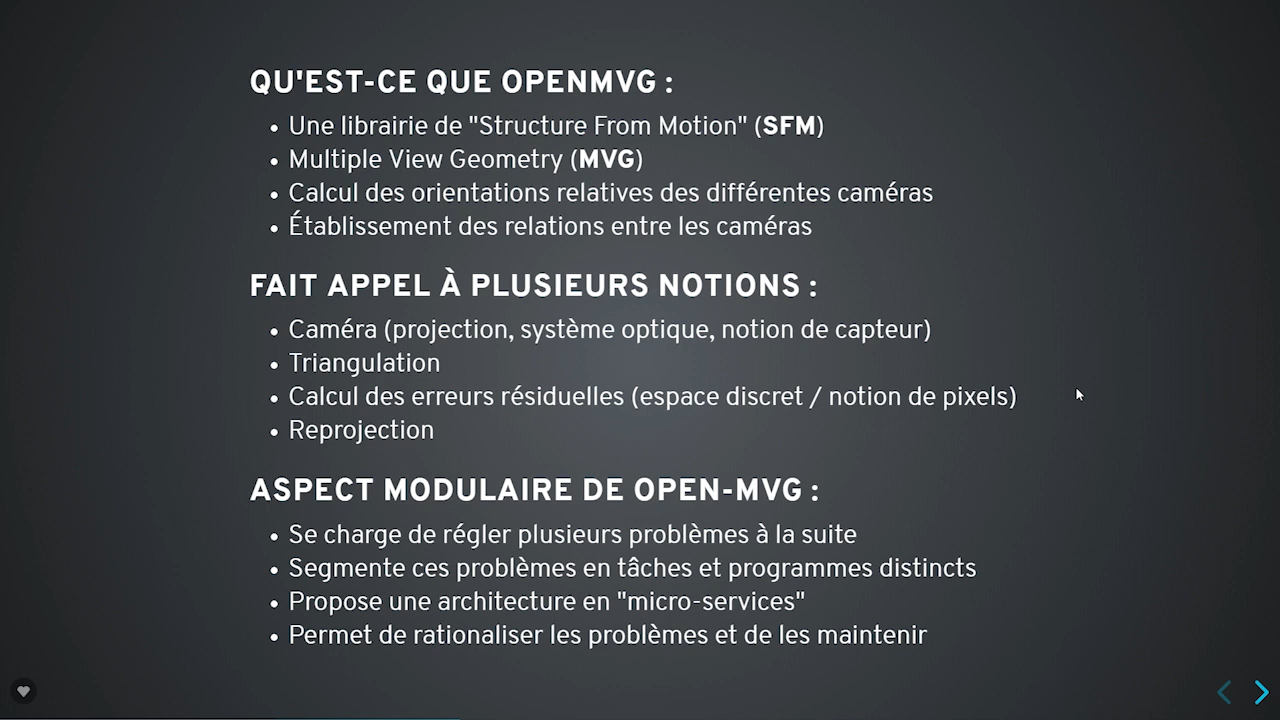 QU'EST-CE QUE OPENMVG :
• Une librairie de "Structure From Motion" (SFM)
• Multiple View Geometry (MVG)
• Calcul des orientations relatives des différentes caméras
• Établissement des relations entre les caméras
FAIT APPEL À PLUSIEURS NOTIONS :
• Caméra (projection, système optique, notion de capteur)
• Triangulation
• Calcul des erreurs résiduelles (espace discret / notion de pixels)
• Reprojection
ASPECT MODULAIRE DE OPEN-MVG :
• Se charge de régler plusieurs problèmes à la suite
• Segmente ces problèmes en tâches et programmes distincts
• Propose une architecture en "micro-services"
• Permet de rationaliser les problèmes et de les maintenir